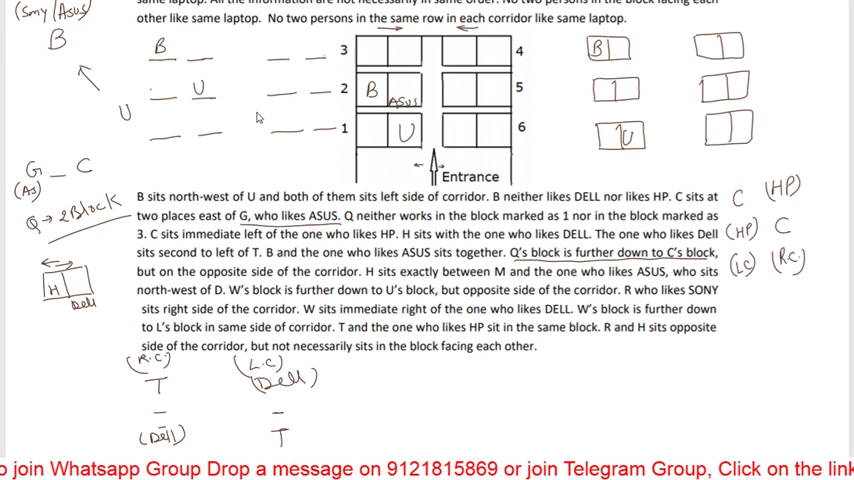 same laptop. All the information are not necessarily in same order. No two persons in the block facing each
other like same laptop. No two persons in the same row in each corridor like same laptop.
(Sony/Asus)
B
U
B
U
3
2
1
B
ASUS
U
4
5
6
Entrance
B
U
G _ C
(As)
Q → 2Block
H
Dell
B sits north-west of U and both of them sits left side of corridor. B neither likes DELL nor likes HP. C sits at
two places east of G, who likes ASUS. Q neither works in the block marked as 1 nor in the block marked as
3. C sits immediate left of the one who likes HP. H sits with the one who likes DELL. The one who likes Dell
sits second to left of T. B and the one who likes ASUS sits together. Q's block is further down to C's block,
but on the opposite side of the corridor. H sits exactly between M and the one who likes ASUS, who sits
north-west of D. W's block is further down to U's block, but opposite side of the corridor. R who likes SONY
sits right side of the corridor. W sits immediate right of the one who likes DELL. W's block is further down
to L's block in same side of corridor. T and the one who likes HP sit in the same block. R and H sits opposite
side of the corridor, but not necessarily sits in the block facing each other.
C (HP)
(HP) C
(LC) (R.C.)
(R.C.) (L.C)
T (Dell)
_ _
(Dell) T
o join Whatsapp Group Drop a message on 9121815869 or join Telegram Group, Click on the link